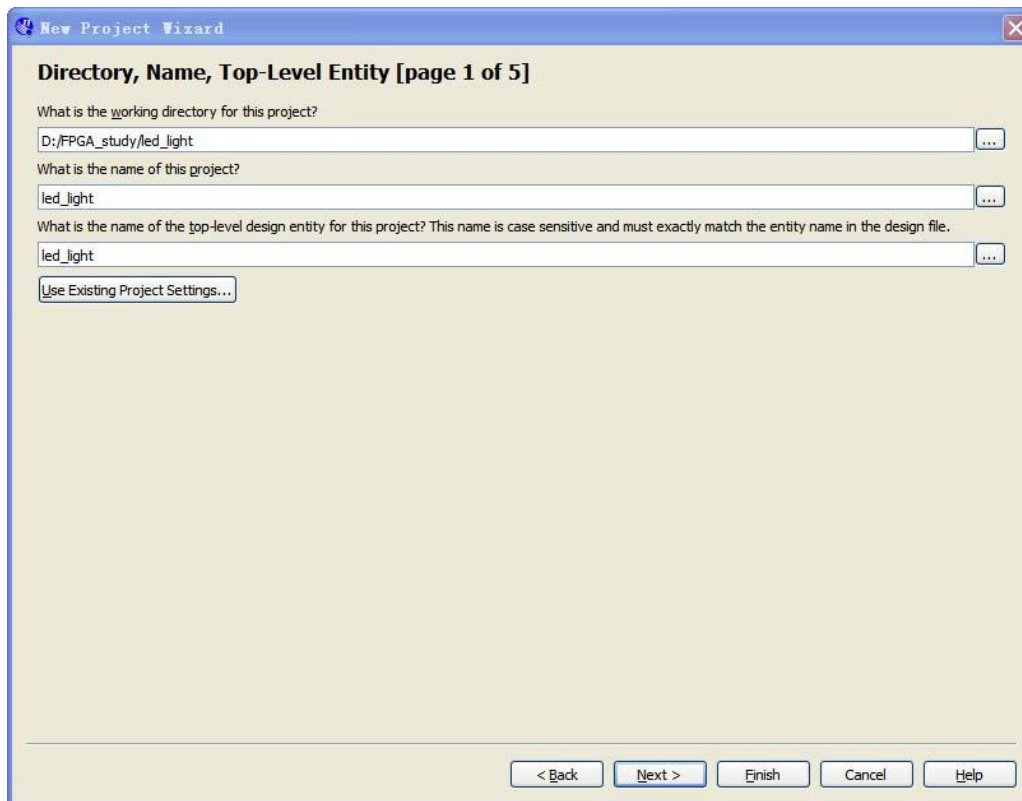 New Project Wizard
Directory, Name, Top-Level Entity [page 1 of 5]
What is the working directory for this project?
D:/FPGA_study/led_light
...
What is the name of this project?
led_light
...
What is the name of the top-level design entity for this project? This name is case sensitive and must exactly match the entity name in the design file.
led_light
...
Use Existing Project Settings...
< Back
Next >
Finish
Cancel
Help